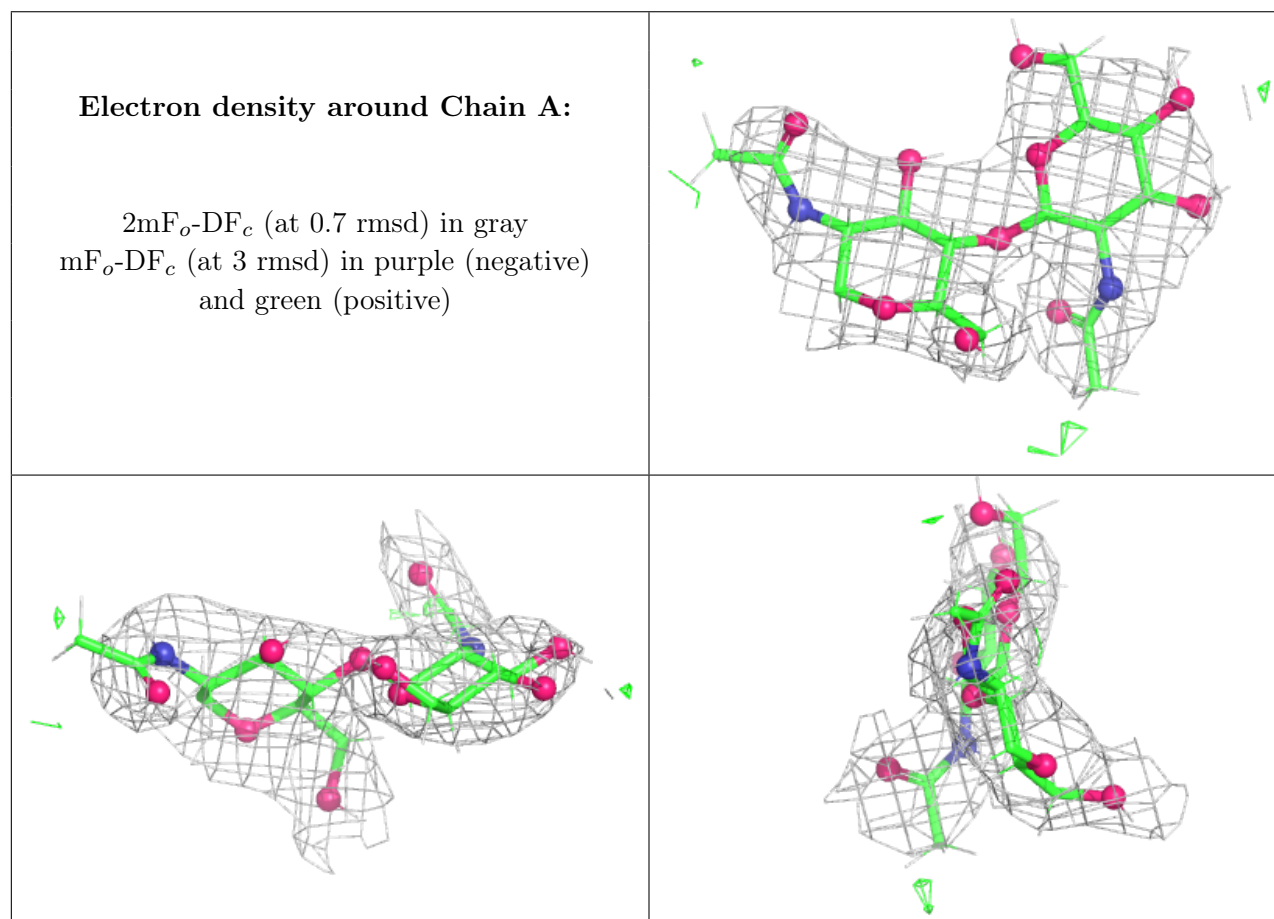 Electron density around Chain A:
2mFo-DFc (at 0.7 rmsd) in gray
mFo-DFc (at 3 rmsd) in purple (negative)
and green (positive)